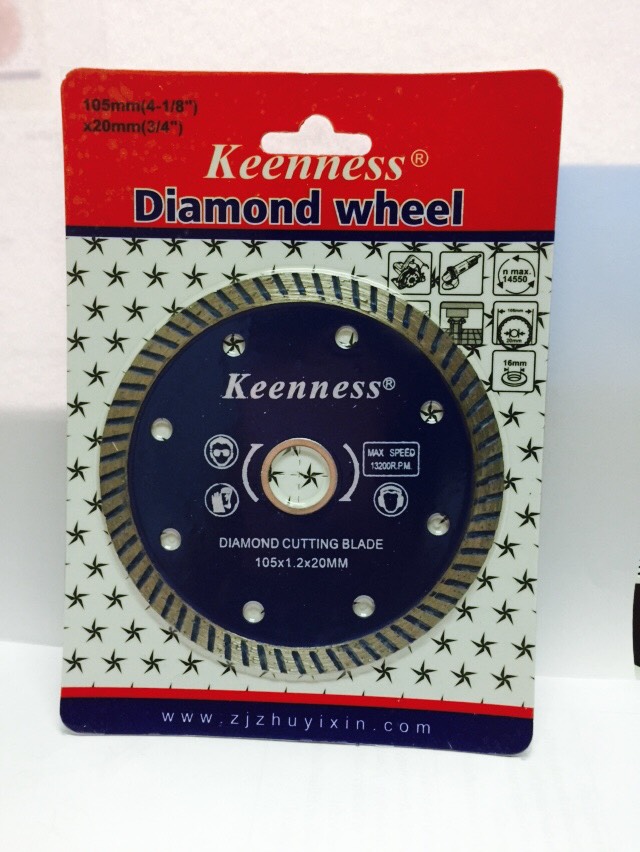 105mm(4-1/8")
x20mm(3/4")
Keenness®
Diamond wheel
n max.
14550
20mm
16mm
Keenness®
MAX SPEED
13200R.P.M.
DIAMOND CUTTING BLADE
105x1.2x20MM
www.zjzhuyixin.com